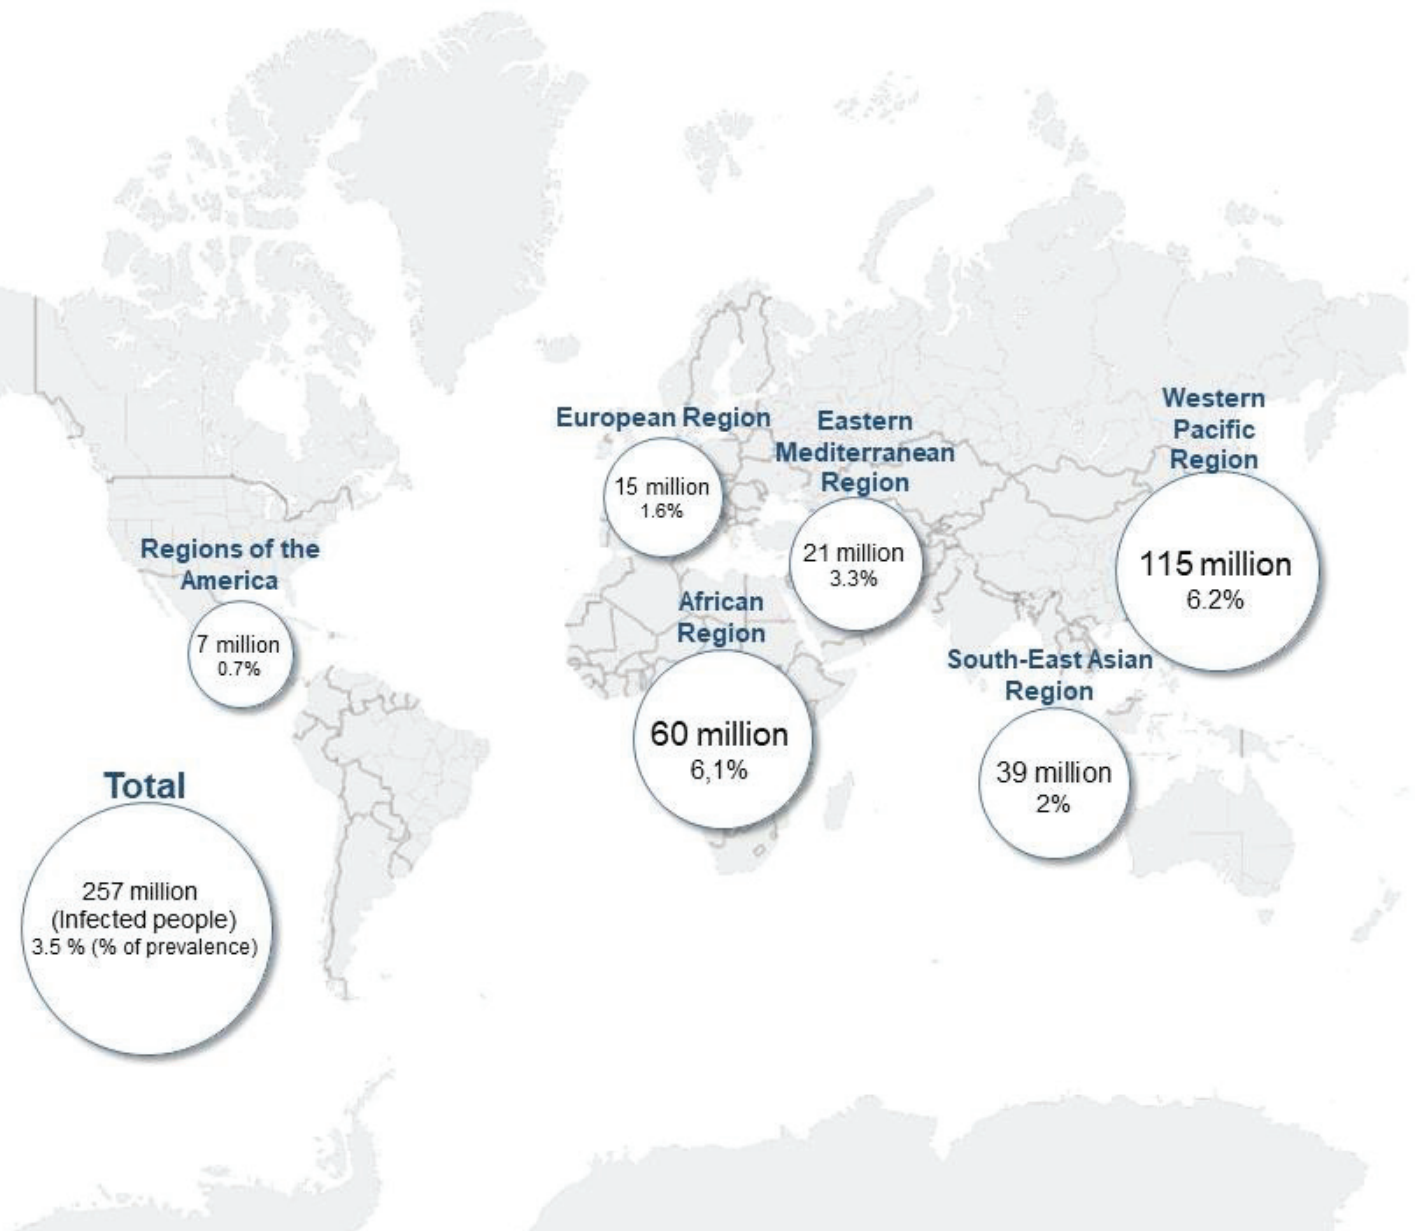 European Region
15 million
1.6%
Eastern
Mediterranean
Region
21 million
3.3%
Western
Pacific
Region
115 million
6.2%
Regions of the
America
7 million
0.7%
African
Region
60 million
6,1%
South-East Asian
Region
39 million
2%
Total
257 million
(Infected people)
3.5 % (% of prevalence)